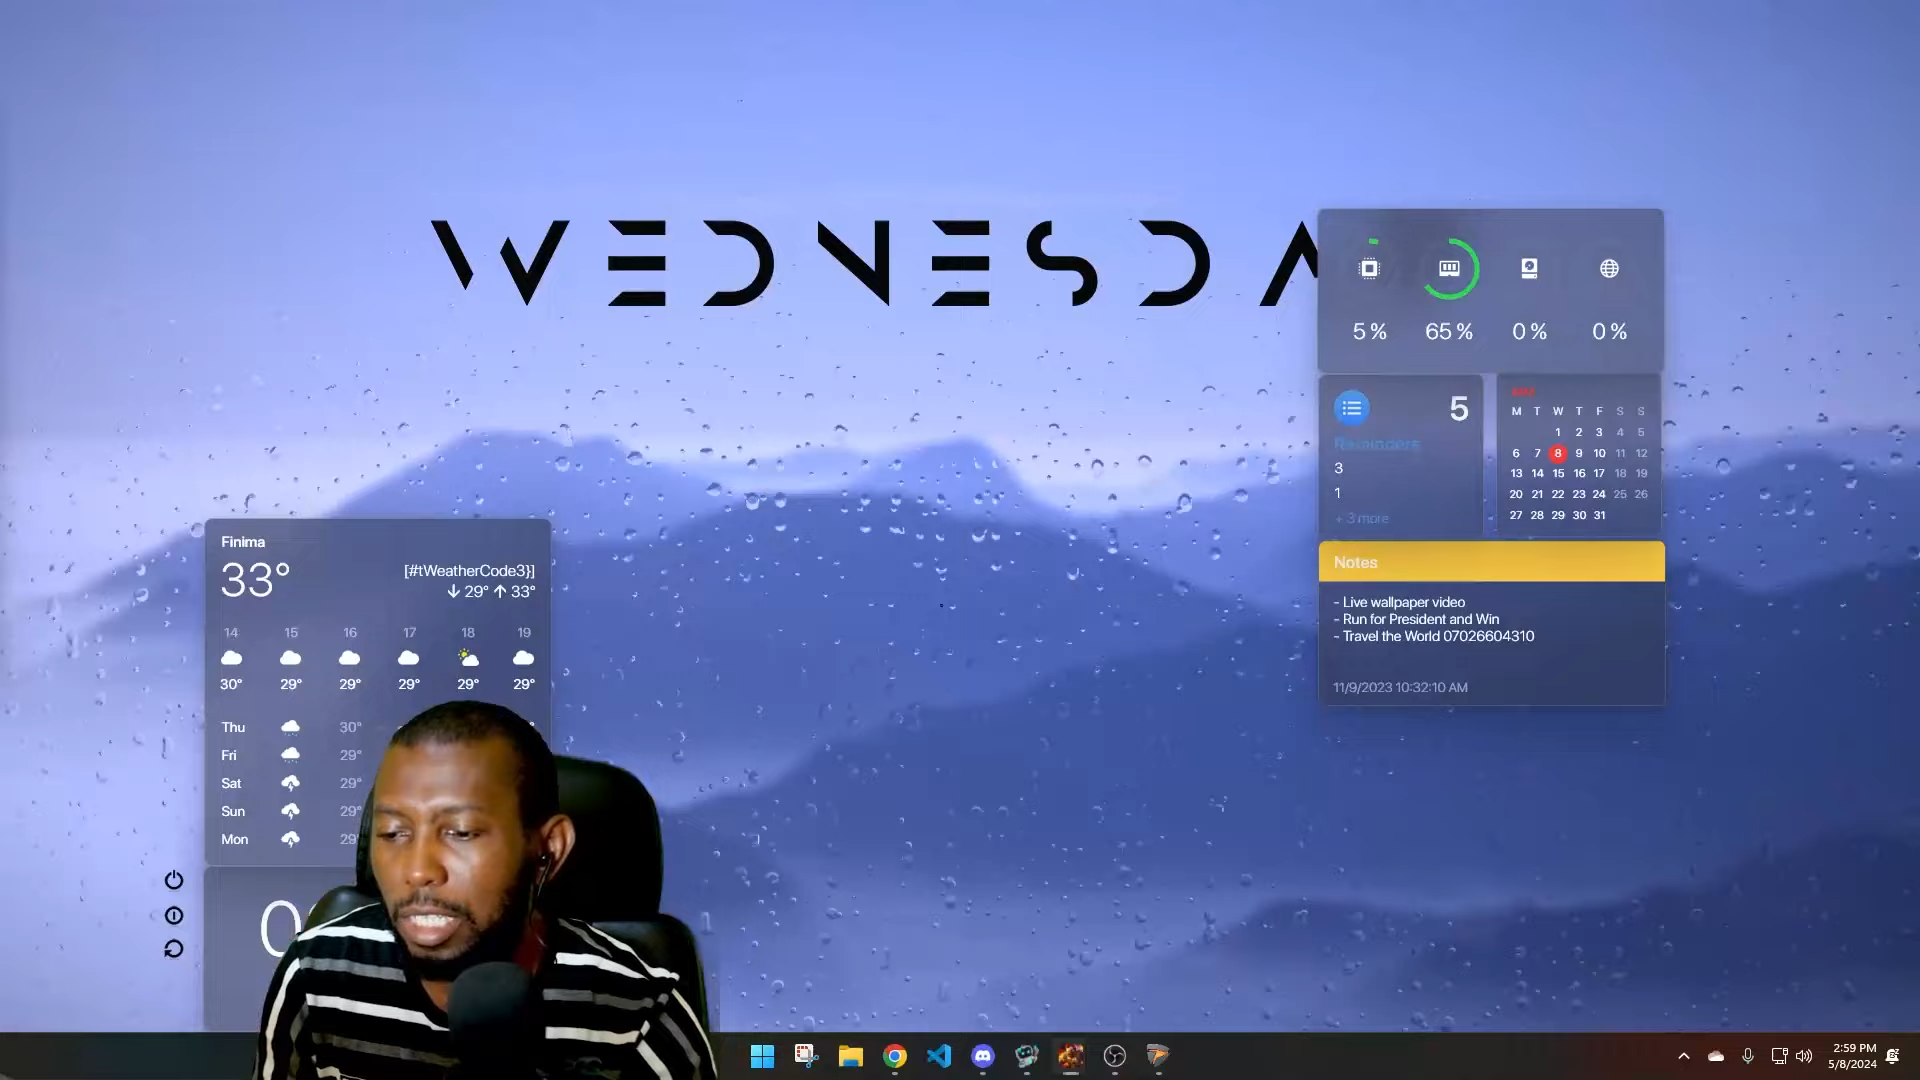 WEDNESDA
5% 65% 0% 0%
5
Reminders
3
1
+ 3 more
M T W T F S S
1 2 3 4 5
6 7 8 9 10 11 12
13 14 15 16 17 18 19
20 21 22 23 24 25 26
27 28 29 30 31
Notes
- Live wallpaper video
- Run for President and Win
- Travel the World 07026604310
11/9/2023 10:32:10 AM
Finima
33°
[#tWeatherCode3}]
↓ 29° ↑ 33°
14 15 16 17 18 19
30° 29° 29° 29° 29° 29°
Thu 30°
Fri 29°
Sat 29°
Sun 29°
Mon 29°
0
2:59 PM
5/8/2024